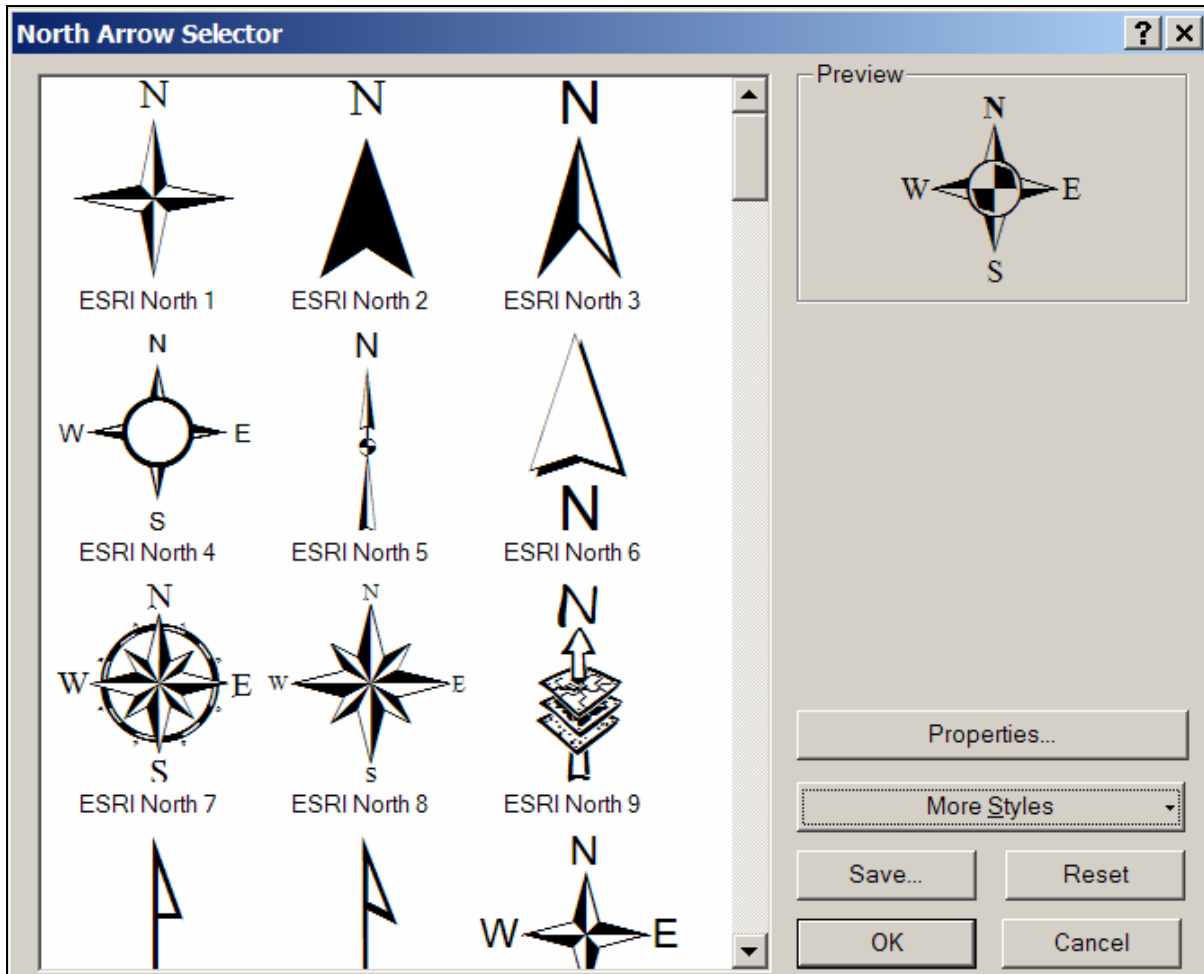 North Arrow Selector
Preview
N
N
N
N
W
E
S
ESRI North 1
ESRI North 2
ESRI North 3
N
W
E
S
N
N
ESRI North 4
ESRI North 5
ESRI North 6
N
W
E
S
N
W
E
S
N
ESRI North 7
ESRI North 8
ESRI North 9
N
W
E
Properties...
More Styles
Save...
Reset
OK
Cancel